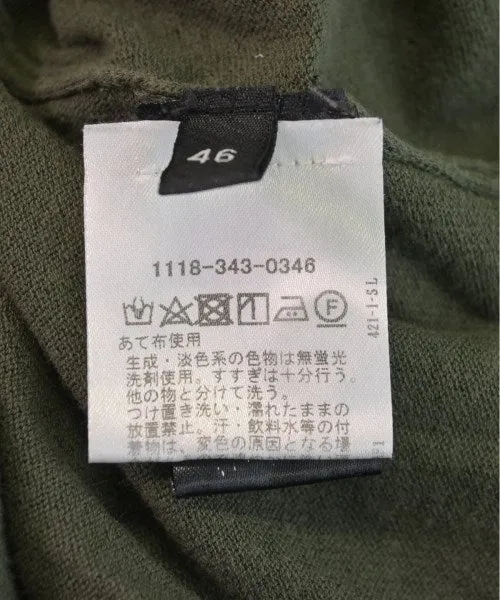 46
1118-343-0346
F
421-1-SL
あて布使用
生成・淡色系の色物は無蛍光
洗剤使用。すすぎは十分行う。
他の物と分けて洗う。
つけ置き洗い・濡れたままの
放置禁止。汗・飲料水等の付
着物は、変色の原因となる場